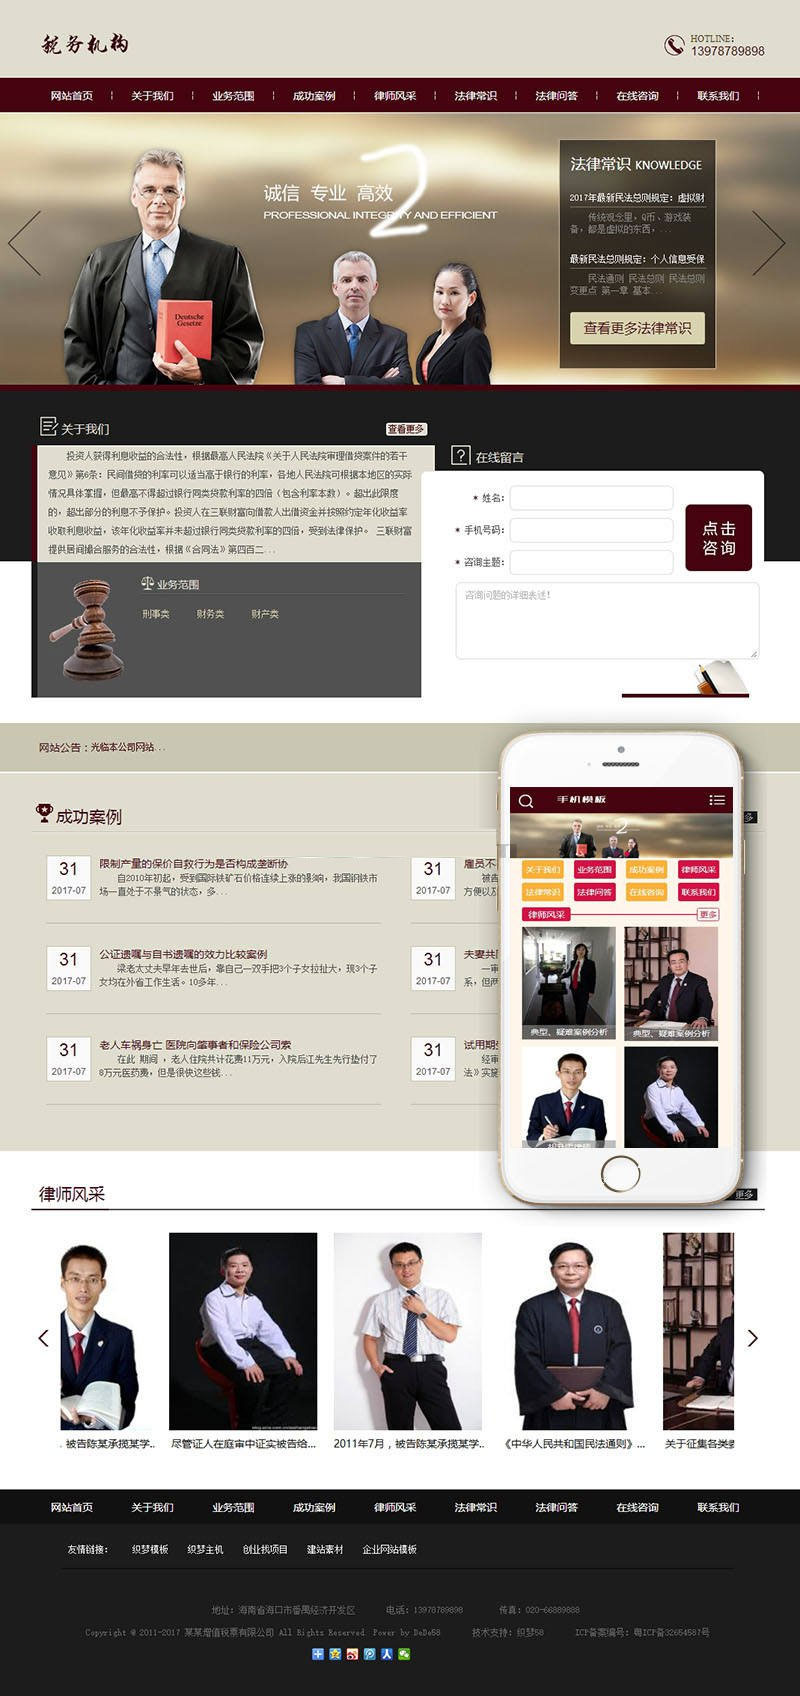 税务机构
HOTLINE:
13978789898
网站首页 关于我们 业务范围 成功案例 律师风采 法律常识 法律问答 在线咨询 联系我们
诚信 专业 高效
PROFESSIONAL INTEGRITY AND EFFICIENT
2
Deutsche
Gesetze
法律常识 KNOWLEDGE
2017年最新民法总则规定：虚拟财
传统观念里，Q币、游戏装
备，都是虚拟的东西，...
最新民法总则规定：个人信息受保
民法通则 民法总则 民法总则
变更点 第一章 基本...
查看更多法律常识
关于我们
查看更多
投资人获得利息收益的合法性，根据最高人民法院《关于人民法院审理借贷案件的若干
意见》第6条：民间借贷的利率可以适当高于银行的利率，各地人民法院可根据本地区的实际
情况具体掌握，但最高不得超过银行同类贷款利率的四倍（包含利率本数）。超出此限度
的，超出部分的利息不予保护。投资人在三联财富向借款人出借资金并按照约定年化收益率
收取利息收益，该年化收益率并未超过银行同类贷款利率的四倍，受到法律保护。 三联财富
提供居间撮合服务的合法性，根据《合同法》第四百二...
业务范围
刑事类 财务类 财产类
在线留言
* 姓名:
* 手机号码:
* 咨询主题:
点击
咨询
咨询问题的详细表述！
网站公告：光临本公司网站...
成功案例
多
31
2017-07
限制产量的保价自救行为是否构成垄断协
自2010年初起，受到国际铁矿石价格连续上涨的影响，我国钢铁市
场一直处于不景气的状态，多...
31
2017-07
雇员不
被告
方便以及
31
2017-07
公证遗嘱与自书遗嘱的效力比较案例
梁老太丈夫早年去世后，靠自己一双手把3个子女拉扯大，现3个子
女均在外省工作生活。10多年...
31
2017-07
夫妻共同
一审
系，但两
31
2017-07
老人车祸身亡 医院向肇事者和保险公司索
在此 期间 ，老人住院共计花费11万元，入院后江先生先行垫付了
8万元医药费，但是很快这些钱...
31
2017-07
试用期
经审
法》实施
手机模板
2
关于我们 业务范围 成功案例 律师风采
法律常识 法律问答 在线咨询 联系我们
律师风采 更多
典型、疑难案例分析 典型、疑难案例分析
律师风采
更多
. 被告陈某承揽某学.. 尽管证人在庭审中证实被告给... 2011年7月，被告陈某承揽某学.. 《中华人民共和国民法通则》... 关于征集各类
网站首页 关于我们 业务范围 成功案例 律师风采 法律常识 法律问答 在线咨询 联系我们
友情链接: 织梦模板 织梦主机 创业找项目 建站素材 企业网站模板
地址：海南省海口市番禺经济开发区 电话：13978789898 传真：020-66889888
Copyright @ 2011-2017 某某增值税票有限公司 All Rights Reserved. Power by DeDe58 技术支持：织梦58 ICP备案编号：粤ICP备32654587号